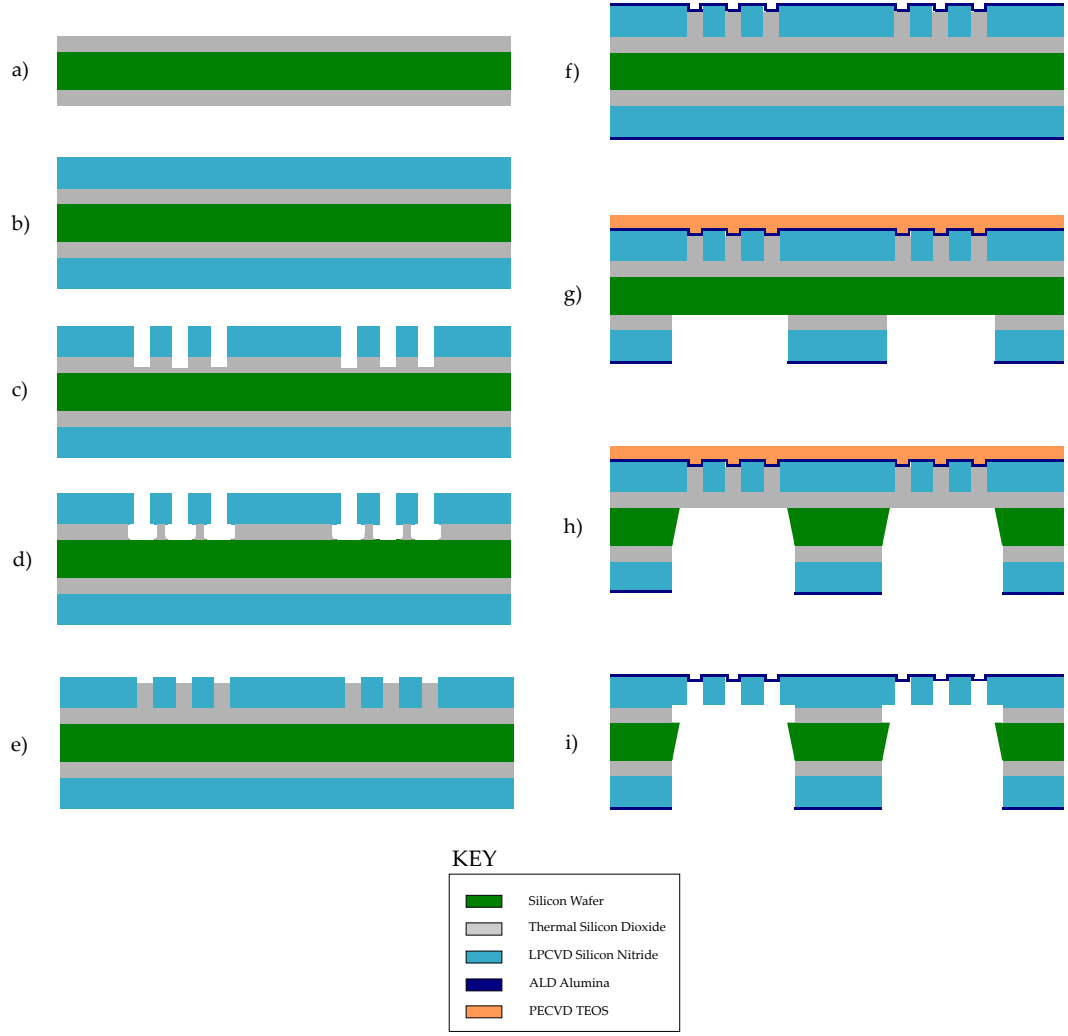 a)
b)
c)
d)
e)
f)
g)
h)
i)
KEY
Silicon Wafer
Thermal Silicon Dioxide
LPCVD Silicon Nitride
ALD Alumina
PECVD TEOS